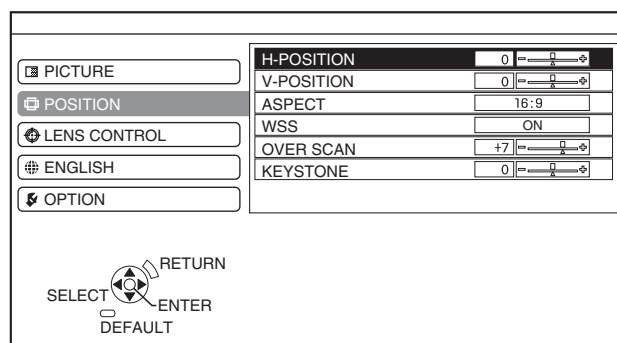 PICTURE
POSITION
LENS CONTROL
ENGLISH
OPTION
H-POSITION 0
V-POSITION 0
ASPECT 16:9
WSS ON
OVER SCAN +7
KEYSTONE 0
RETURN
SELECT
ENTER
DEFAULT